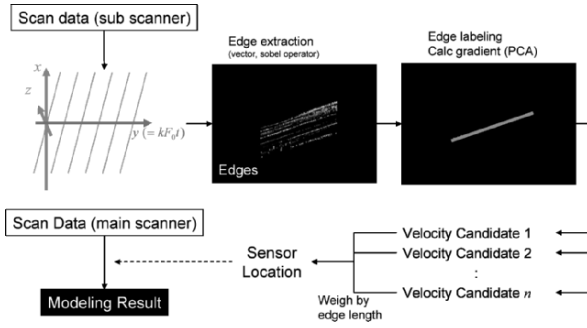 Scan data (sub scanner)
Edge extraction
(vector, sobel operator)
Edge labeling
Calc gradient (PCA)
x
z
y (= kF₀t)
Edges
Scan Data (main scanner)
Sensor
Location
Modeling Result
Velocity Candidate 1
Velocity Candidate 2
:
Velocity Candidate n
Weigh by
edge length